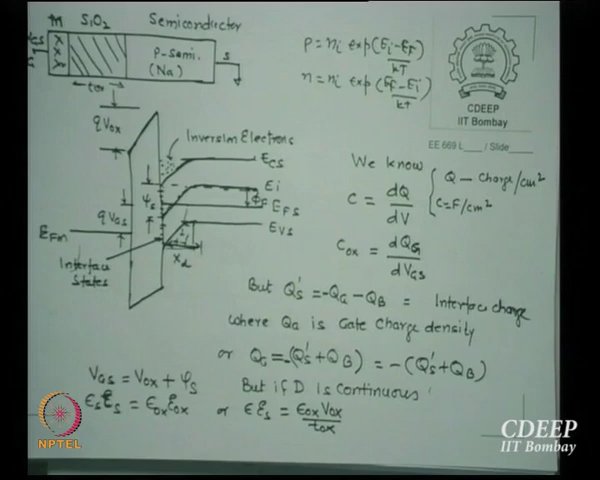 M SiO2 Semiconductor
P-semi.
(Na)
S
tox
qVox
Inversion Electrons
Ecs
Ei
φF
EFs
Evs
ψs
qVGS
EFm
xd
Interface
States
p = ni exp(Ei-EF)/kT
n = ni exp(EF-Ei)/kT
CDEEP
IIT Bombay
EE 669 L___ / Slide___
We know
C = dQ/dV
{ Q - Charge/cm²
C = F/cm²
Cox = dQG/dVGS
But Q's = -QG - QB = Interface charge
where QG is Gate Charge density
or QG = -(Q's + QB) = -(Q's + QB)
But if D is continuous
VGS = Vox + ψs
εsEs = εoxEox or εEs = εoxVox/tox
NPTEL
CDEEP
IIT Bombay